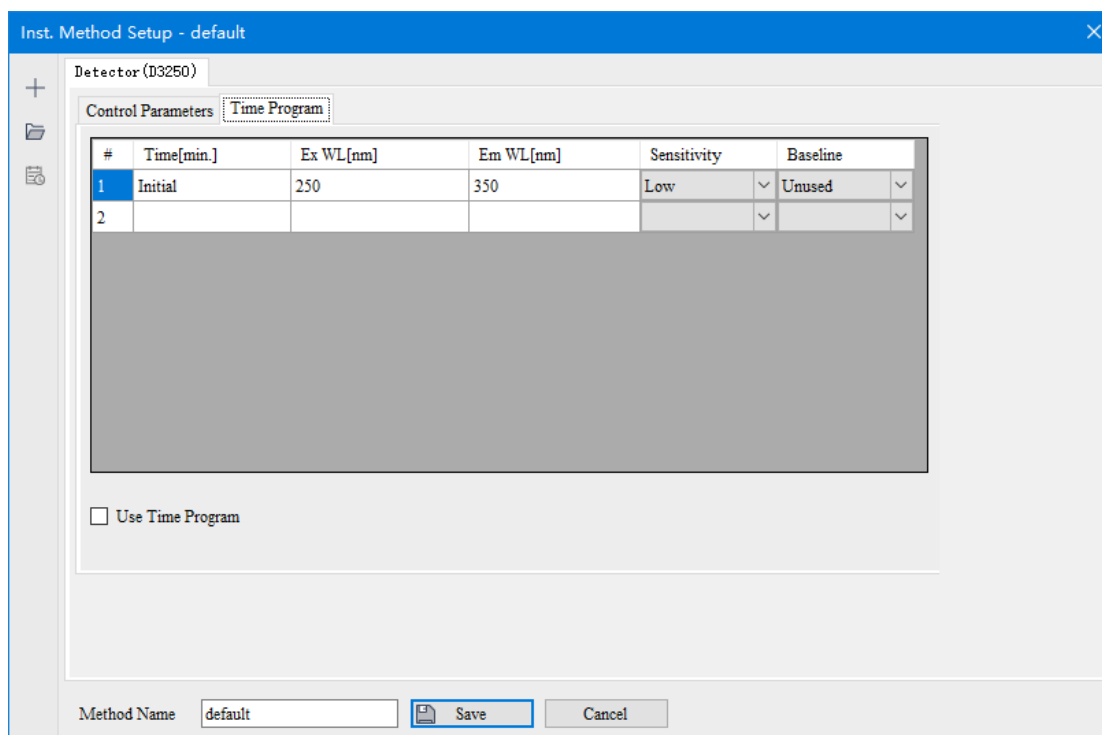 Inst. Method Setup - default
Detector(D3250)
Control Parameters Time Program
# Time[min.] Ex WL[nm] Em WL[nm] Sensitivity Baseline
1 Initial 250 350 Low Unused
2
Use Time Program
Method Name default Save Cancel